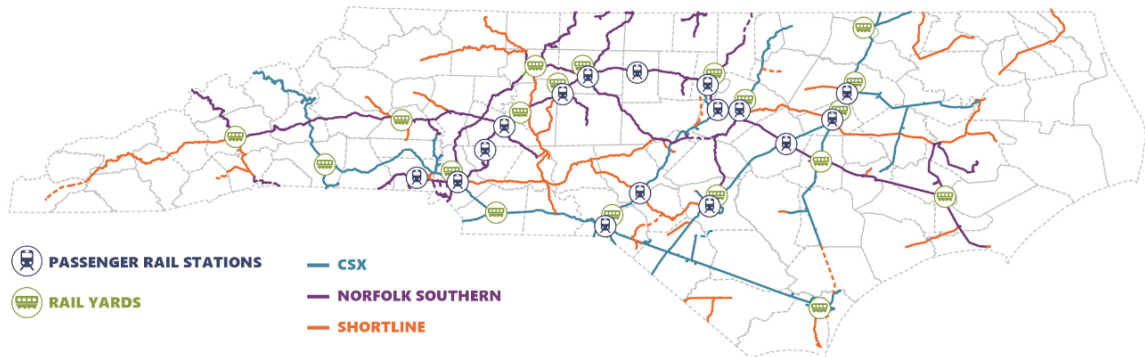 PASSENGER RAIL STATIONS
RAIL YARDS
CSX
NORFOLK SOUTHERN
SHORTLINE